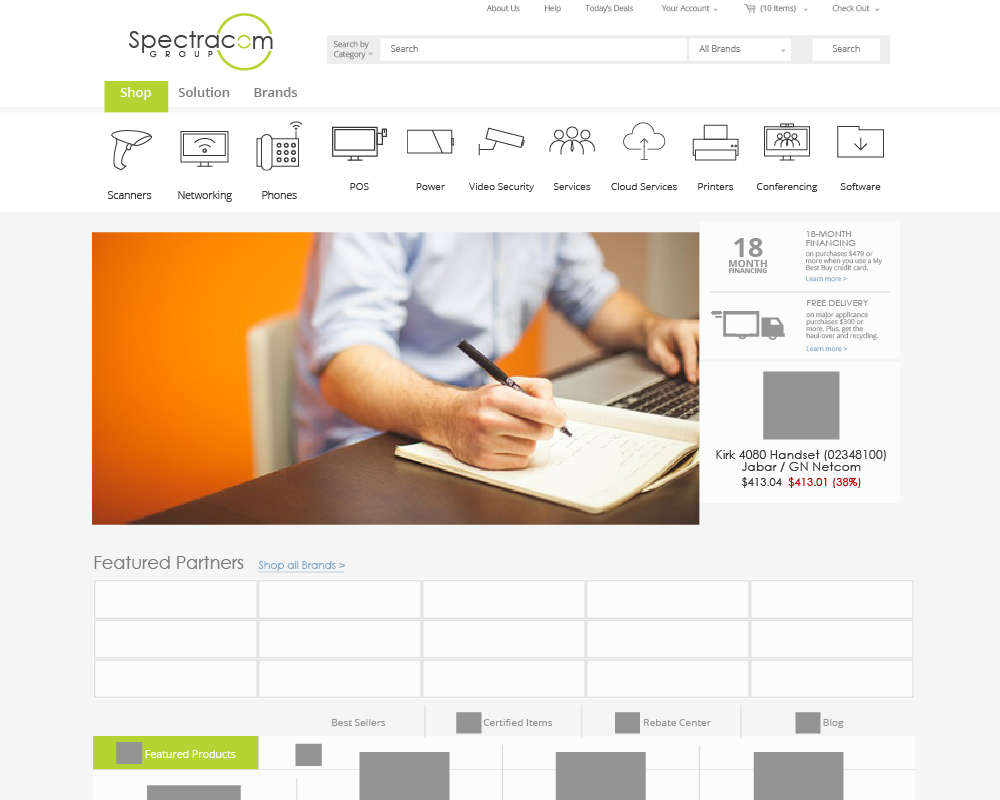 About Us Help Today's Deals Your Account (10 Items) Check Out
Spectracom
GROUP
Search by
Category
Search
All Brands
Search
Shop Solution Brands
Scanners Networking Phones POS Power Video Security Services Cloud Services Printers Conferencing Software
18
MONTH
FINANCING
18-MONTH
FINANCING
on purchases $479 or
more when you use a My
Best Buy credit card.
Learn more >
FREE DELIVERY
on major applicance
purchases $300 or
more. Plus, get the
haul-over and recycling.
Learn more >
Kirk 4080 Handset (02348100)
Jabar / GN Netcom
$413.04 $413.01 (38%)
Featured Partners Shop all Brands >
Best Sellers Certified Items Rebate Center Blog
Featured Products